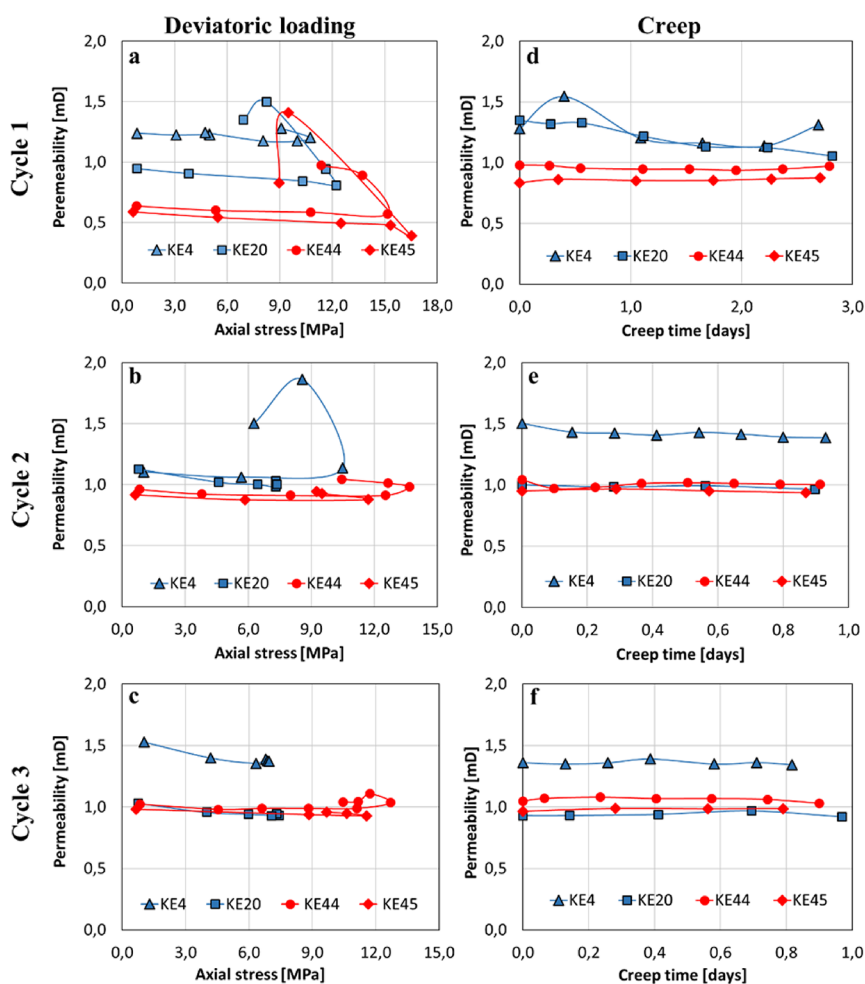 Deviatoric loading
Creep
Cycle 1
a
Peremeability [mD]
2,0
1,5
1,0
0,5
0,0
KE4 KE20 KE44 KE45
0,0 3,0 6,0 9,0 12,0 15,0 18,0
Axial stress [MPa]
d
Permeability [mD]
2,0
1,5
1,0
0,5
0,0
KE4 KE20 KE44 KE45
0,0 1,0 2,0 3,0
Creep time [days]
Cycle 2
b
Permeability [mD]
2,0
1,5
1,0
0,5
0,0
KE4 KE20 KE44 KE45
0,0 3,0 6,0 9,0 12,0 15,0
Axial stress [MPa]
e
Permeability [mD]
2,0
1,5
1,0
0,5
0,0
KE4 KE20 KE44 KE45
0,0 0,2 0,4 0,6 0,8 1,0
Creep time [days]
Cycle 3
c
Permeability [mD]
2,0
1,5
1,0
0,5
0,0
KE4 KE20 KE44 KE45
0,0 3,0 6,0 9,0 12,0 15,0
Axial stress [MPa]
f
Permeability [mD]
2,0
1,5
1,0
0,5
0,0
KE4 KE20 KE44 KE45
0,0 0,2 0,4 0,6 0,8 1,0
Creep time [days]